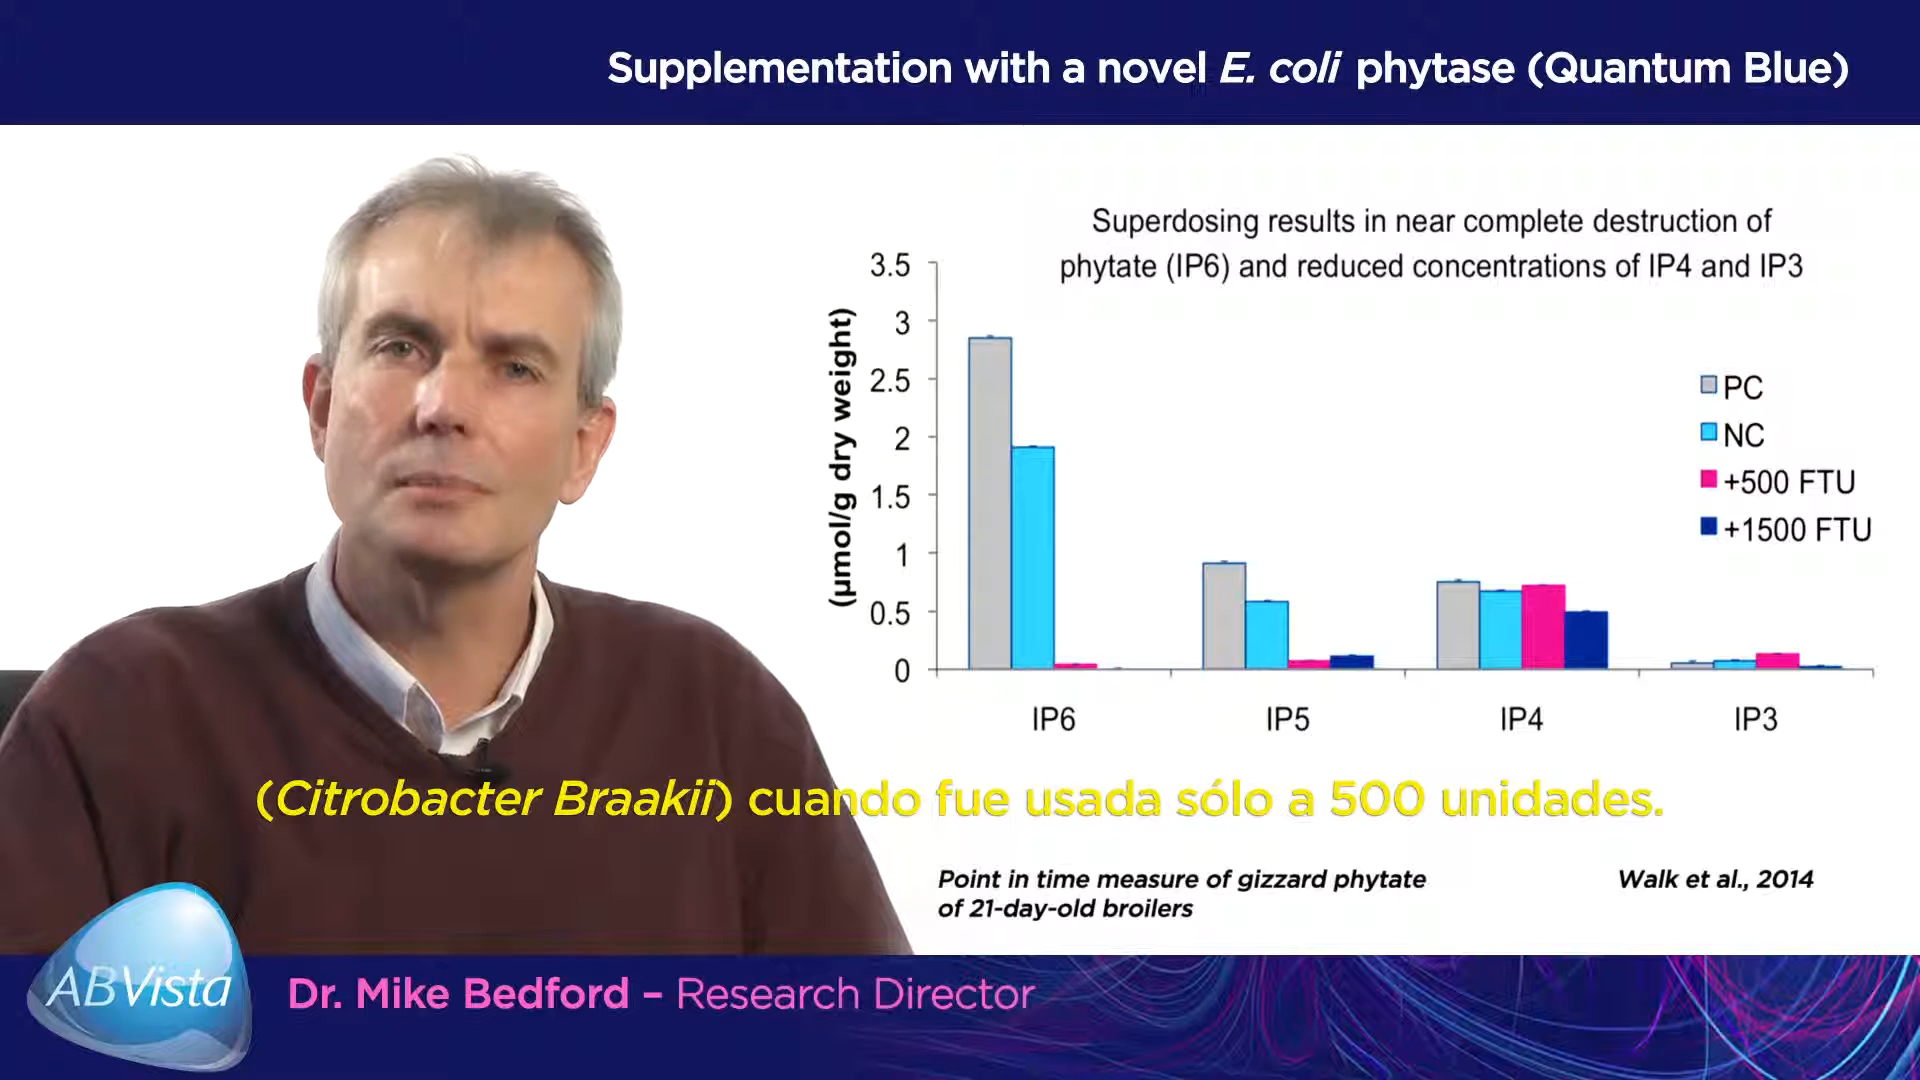 Supplementation with a novel E. coli phytase (Quantum Blue)
Superdosing results in near complete destruction of
phytate (IP6) and reduced concentrations of IP4 and IP3
(µmol/g dry weight)
3.5
3
2.5
2
1.5
1
0.5
0
PC
NC
+500 FTU
+1500 FTU
IP6 IP5 IP4 IP3
(Citrobacter Braakii) cuando fue usada sólo a 500 unidades.
Point in time measure of gizzard phytate
of 21-day-old broilers
Walk et al., 2014
ABVista
Dr. Mike Bedford – Research Director